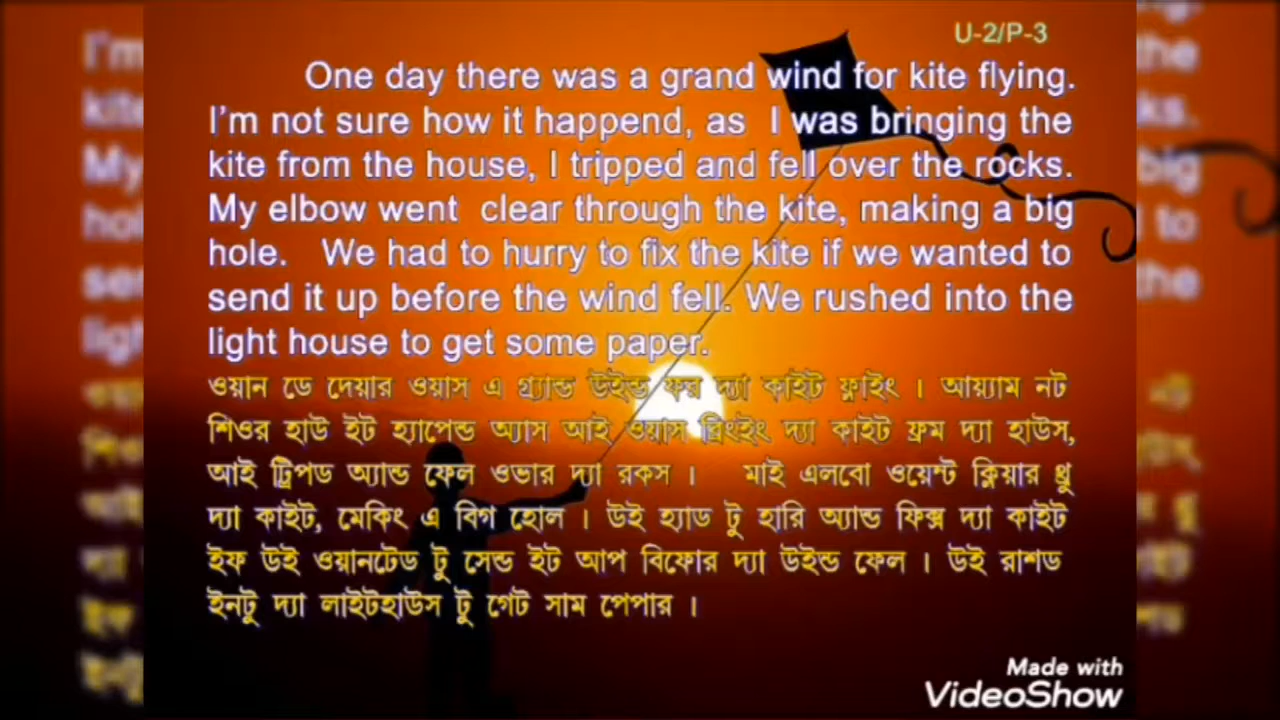 U-2/P-3
One day there was a grand wind for kite flying.
I'm not sure how it happend, as I was bringing the
kite from the house, I tripped and fell over the rocks.
My elbow went clear through the kite, making a big
hole. We had to hurry to fix the kite if we wanted to
send it up before the wind fell. We rushed into the
light house to get some paper.
ওয়ান ডে দেয়ার ওয়াস এ গ্র্যান্ড উইন্ড ফর দ্যা কাইট ফ্লাইং । আয়্যাম নট
শিওর হাউ ইট হ্যাপেন্ড অ্যাস আই ওয়াস ব্রিংইং দ্যা কাইট ফ্রম দ্যা হাউস,
আই ট্রিপড অ্যান্ড ফেল ওভার দ্যা রকস । মাই এলবো ওয়েন্ট ক্লিয়ার থ্রু
দ্যা কাইট, মেকিং এ বিগ হোল । উই হ্যাড টু হারি অ্যান্ড ফিক্স দ্যা কাইট
ইফ উই ওয়ানটেড টু সেন্ড ইট আপ বিফোর দ্যা উইন্ড ফেল । উই রাশড
ইনটু দ্যা লাইটহাউস টু গেট সাম পেপার ।
Made with
VideoShow